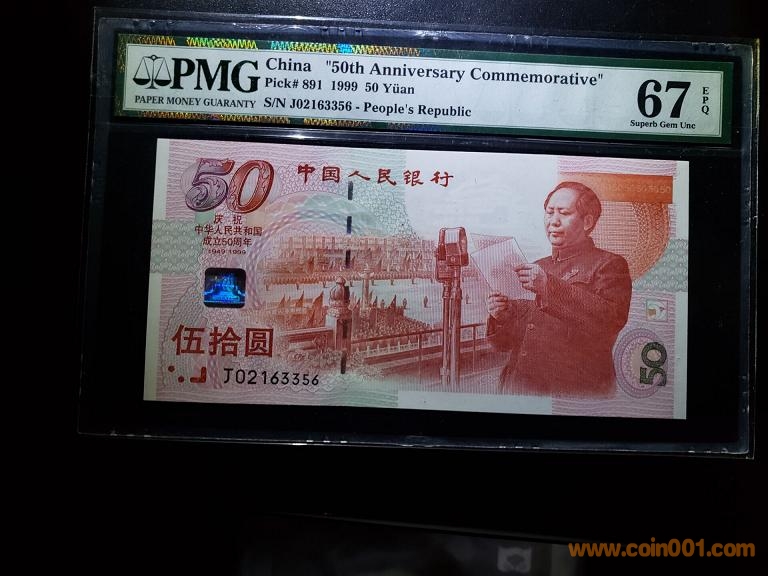 PMG
PAPER MONEY GUARANTY
China "50th Anniversary Commemorative"
Pick# 891 1999 50 Yüan
S/N J02163356 - People's Republic
67
EPQ
Superb Gem Unc
50
中国人民银行
庆祝
中华人民共和国
成立50周年
1949-1999
伍拾圆
J02163356
50
www.coin001.com